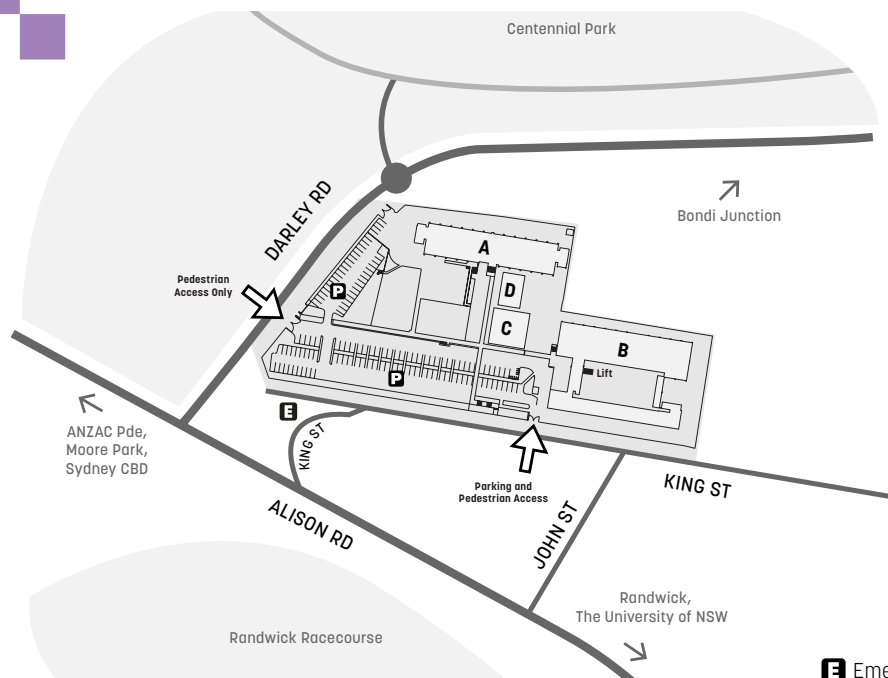 Centennial Park
DARLEY RD
Bondi Junction
Pedestrian
Access Only
A
P
D
C
B
Lift
P
E
ANZAC Pde,
Moore Park,
Sydney CBD
KING ST
Parking and
Pedestrian Access
KING ST
ALISON RD
JOHN ST
Randwick,
The University of NSW
Randwick Racecourse
E Eme